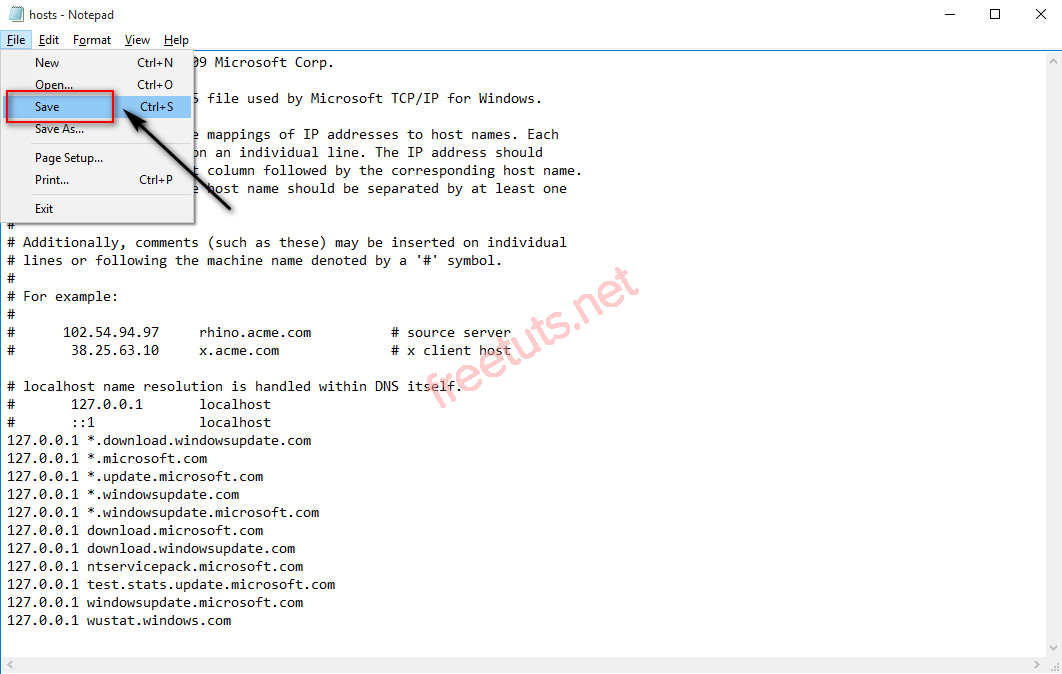 hosts - Notepad
File Edit Format View Help
New Ctrl+N
Open... Ctrl+O
Save Ctrl+S
Save As...
Page Setup...
Print... Ctrl+P
Exit
09 Microsoft Corp.
file used by Microsoft TCP/IP for Windows.
mappings of IP addresses to host names. Each
on an individual line. The IP address should
column followed by the corresponding host name.
host name should be separated by at least one
#
# Additionally, comments (such as these) may be inserted on individual
# lines or following the machine name denoted by a '#' symbol.
#
# For example:
#
# 102.54.94.97 rhino.acme.com # source server
# 38.25.63.10 x.acme.com # x client host
# localhost name resolution is handled within DNS itself.
# 127.0.0.1 localhost
# ::1 localhost
127.0.0.1 *.download.windowsupdate.com
127.0.0.1 *.microsoft.com
127.0.0.1 *.update.microsoft.com
127.0.0.1 *.windowsupdate.com
127.0.0.1 *.windowsupdate.microsoft.com
127.0.0.1 download.microsoft.com
127.0.0.1 download.windowsupdate.com
127.0.0.1 ntservicepack.microsoft.com
127.0.0.1 test.stats.update.microsoft.com
127.0.0.1 windowsupdate.microsoft.com
127.0.0.1 wustat.windows.com
freetuts.net